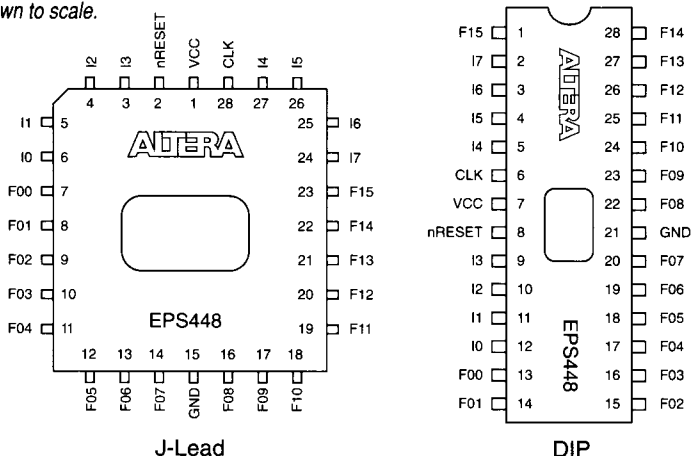 wn to scale.
I2 I3 nRESET VCC CLK I4 I5
4 3 2 1 28 27 26
I1 5 25 I6
I0 6 ALTERA 24 I7
F00 7 23 F15
F01 8 22 F14
F02 9 21 F13
F03 10 20 F12
F04 11 EPS448 19 F11
12 13 14 15 16 17 18
F05 F06 F07 GND F08 F09 F10
J-Lead
F15 1 28 F14
I7 2 27 F13
I6 3 26 F12
I5 4 25 F11
I4 5 24 F10
CLK 6 23 F09
VCC 7 22 F08
nRESET 8 21 GND
I3 9 20 F07
I2 10 19 F06
I1 11 18 F05
I0 12 17 F04
F00 13 16 F03
F01 14 15 F02
ALTERA
EPS448
DIP